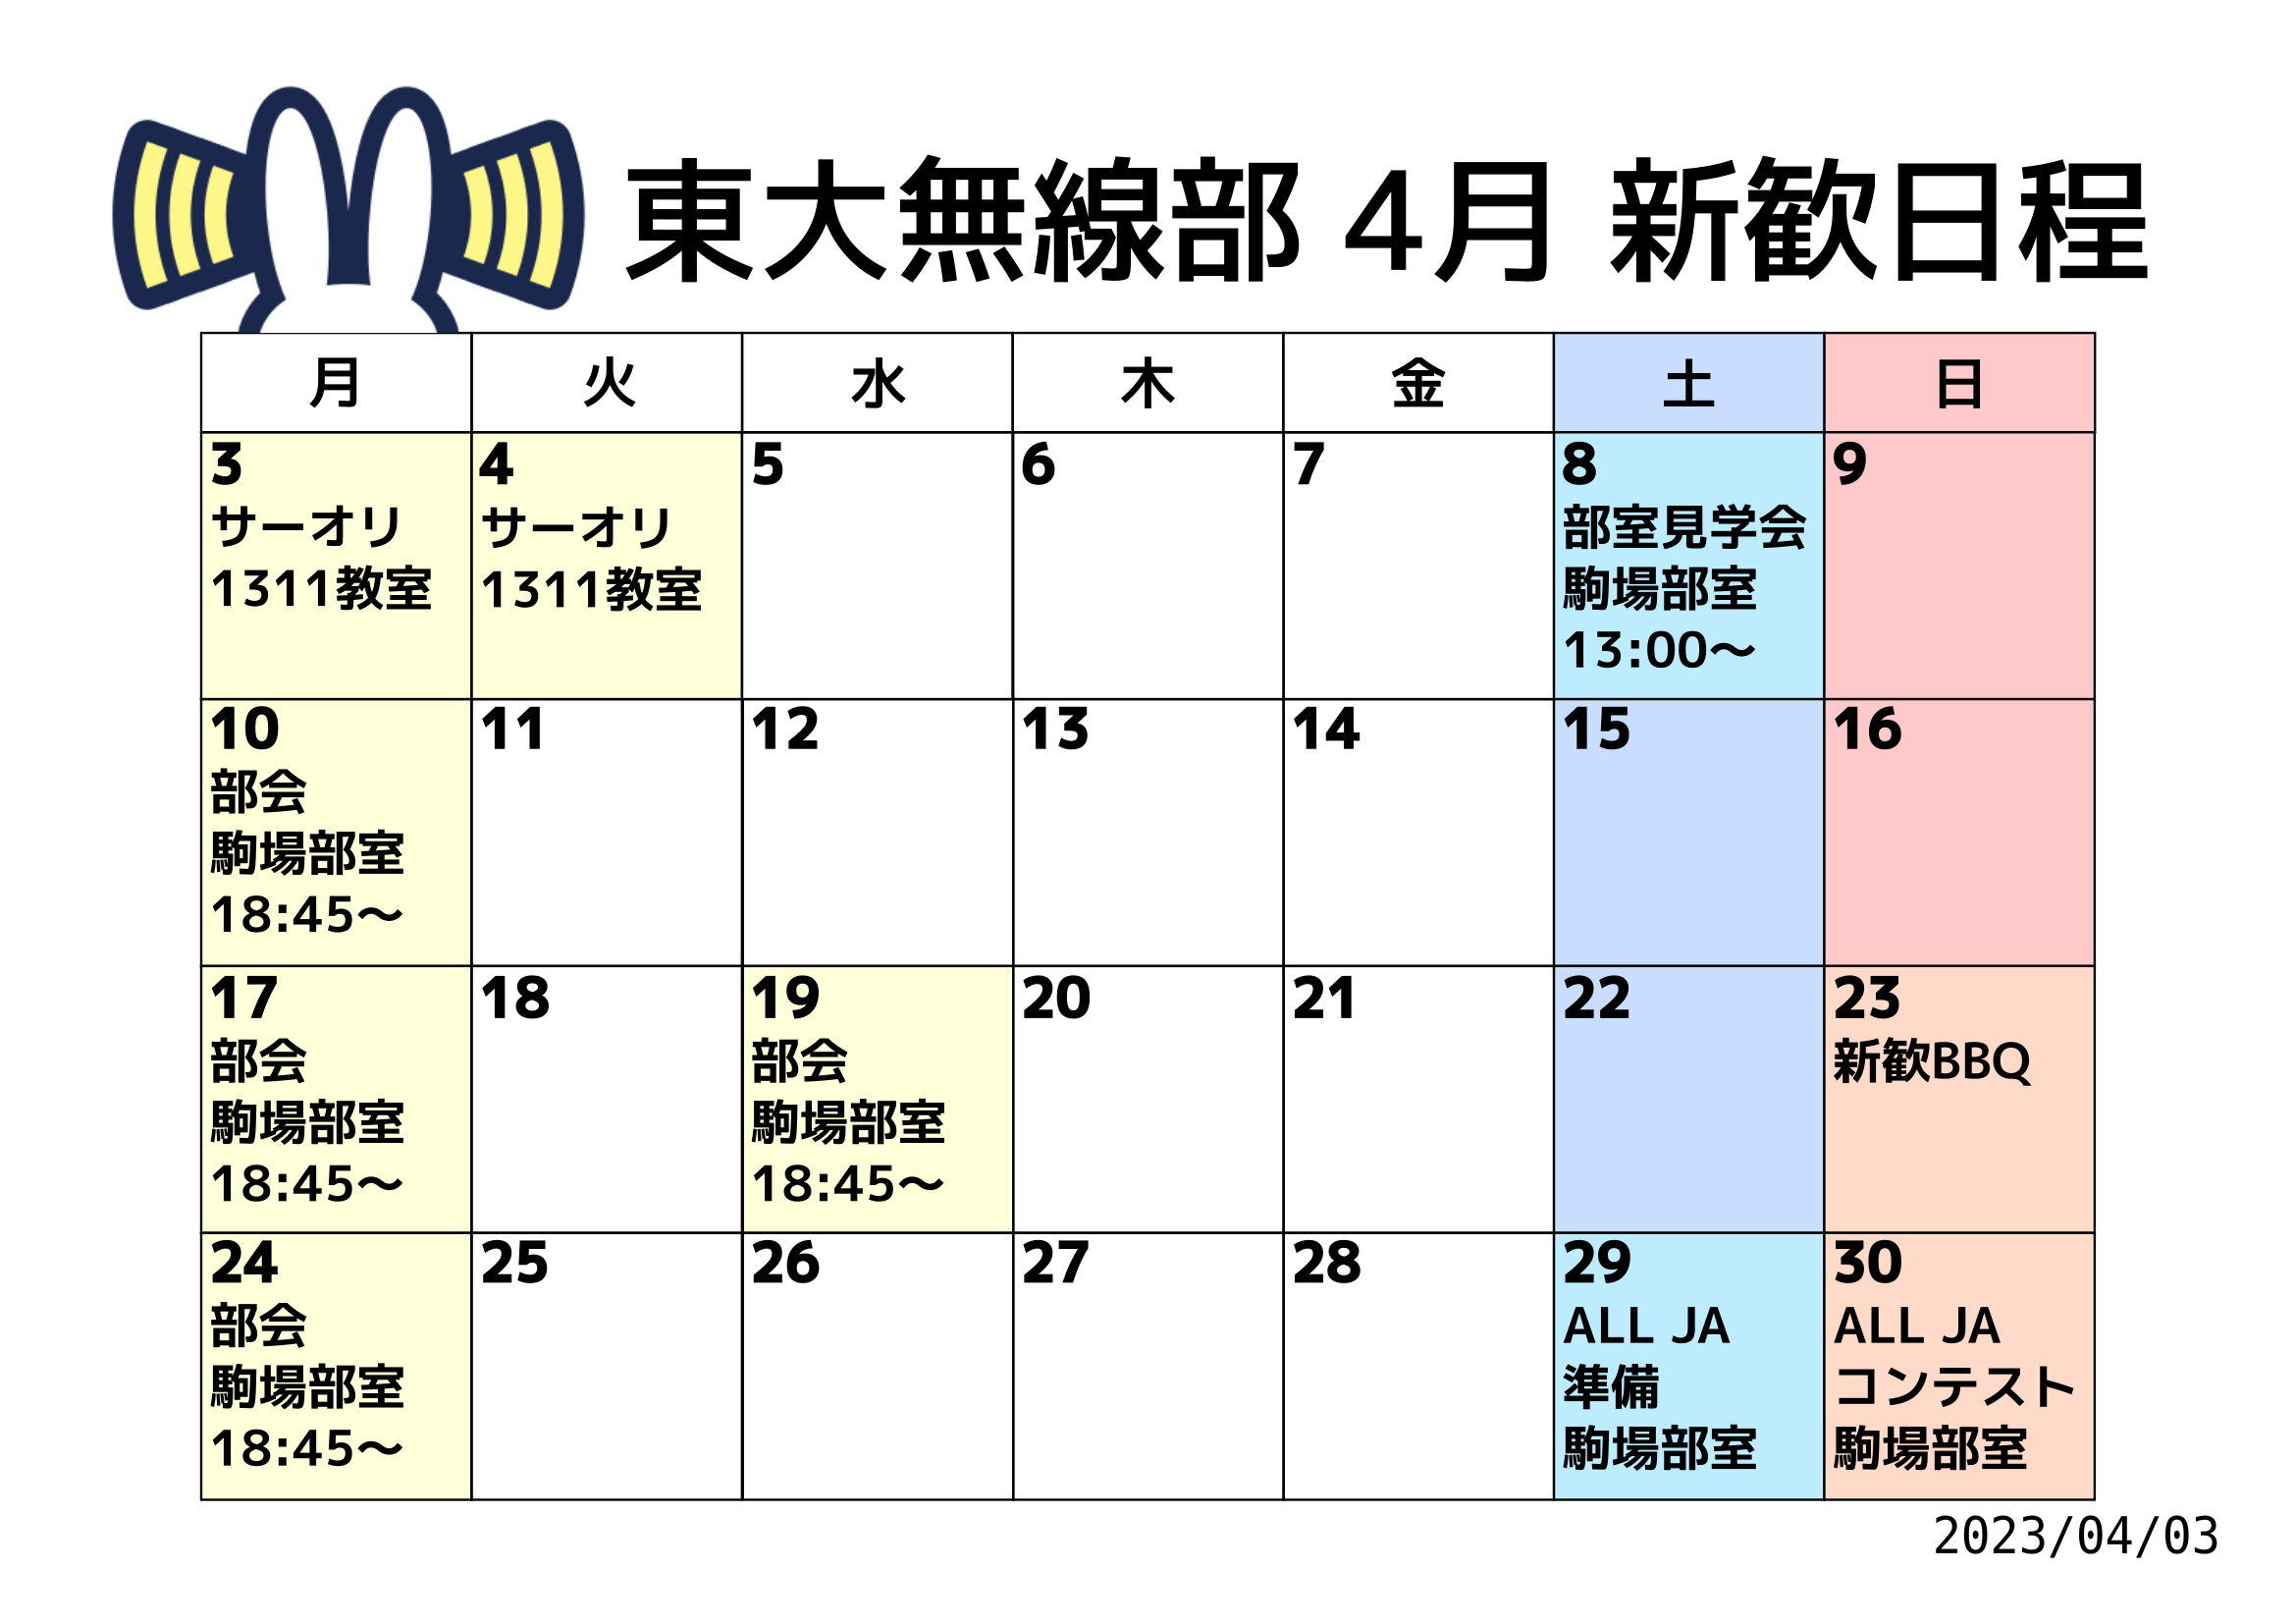 東大無線部 4月 新歓日程
月 火 水 木 金 土 日
3
サーオリ
1311教室
4
サーオリ
1311教室
5
6
7
8
部室見学会
駒場部室
13:00～
9
10
部会
駒場部室
18:45～
11
12
13
14
15
16
17
部会
駒場部室
18:45～
18
19
部会
駒場部室
18:45～
20
21
22
23
新歓BBQ
24
部会
駒場部室
18:45～
25
26
27
28
29
ALL JA
準備
駒場部室
30
ALL JA
コンテスト
駒場部室
2023/04/03